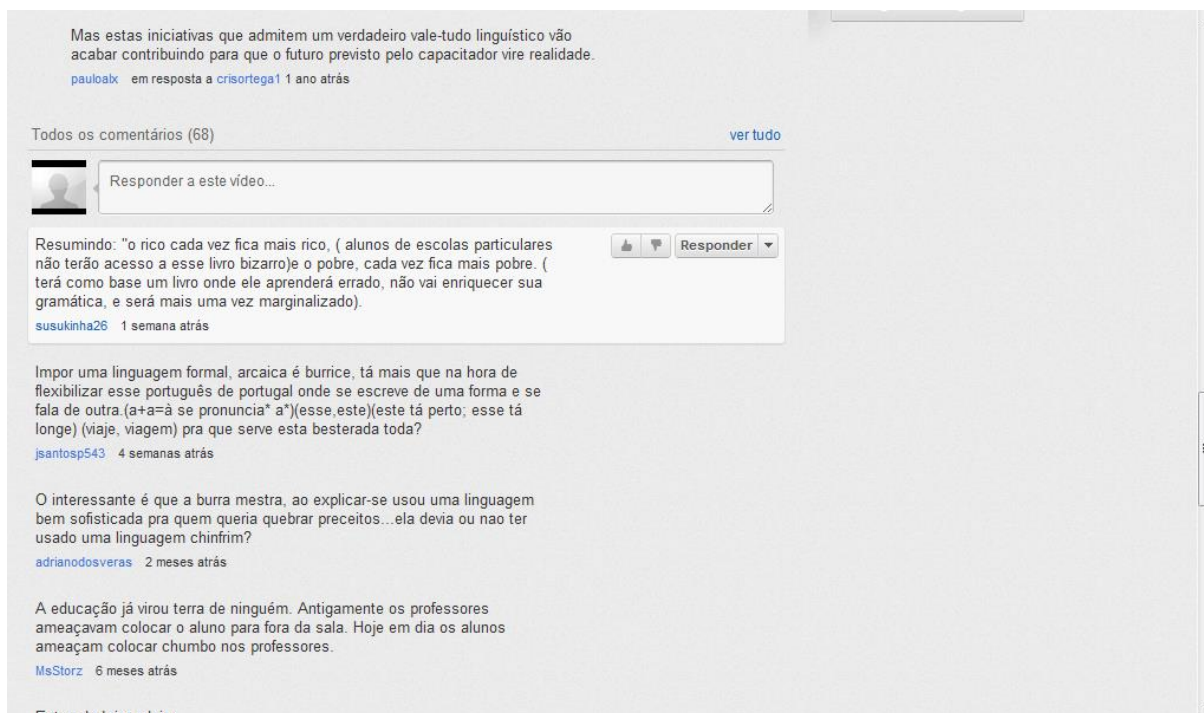 Mas estas iniciativas que admitem um verdadeiro vale-tudo linguístico vão
acabar contribuindo para que o futuro previsto pelo capacitador vire realidade.
pauloalx em resposta a crisortega1 1 ano atrás
Todos os comentários (68) ver tudo
Responder a este vídeo...
Resumindo: "o rico cada vez fica mais rico, ( alunos de escolas particulares
não terão acesso a esse livro bizarro)e o pobre, cada vez fica mais pobre. (
terá como base um livro onde ele aprenderá errado, não vai enriquecer sua
gramática, e será mais uma vez marginalizado).
Responder
susukinha26 1 semana atrás
Impor uma linguagem formal, arcaica é burrice, tá mais que na hora de
flexibilizar esse português de portugal onde se escreve de uma forma e se
fala de outra.(a+a=à se pronuncia* a*)(esse,este)(este tá perto; esse tá
longe) (viaje, viagem) pra que serve esta besterada toda?
jsantosp543 4 semanas atrás
O interessante é que a burra mestra, ao explicar-se usou uma linguagem
bem sofisticada pra quem queria quebrar preceitos...ela devia ou nao ter
usado uma linguagem chinfrim?
adrianodosveras 2 meses atrás
A educação já virou terra de ninguém. Antigamente os professores
ameaçavam colocar o aluno para fora da sala. Hoje em dia os alunos
ameaçam colocar chumbo nos professores.
MsStorz 6 meses atrás